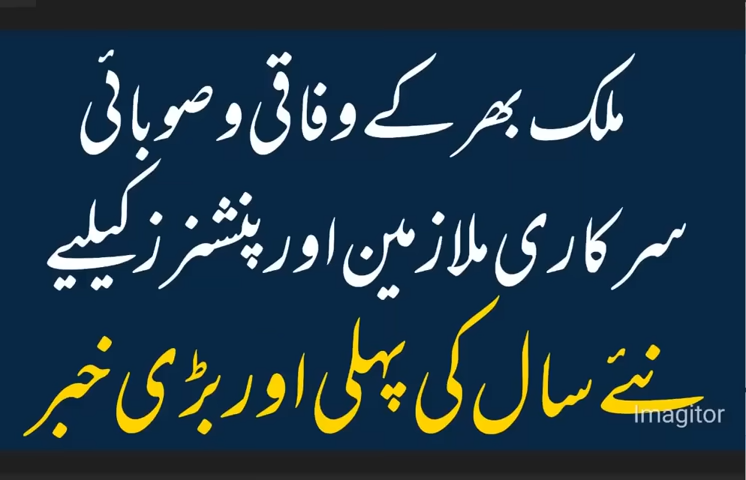 ملک بھر کے وفاقی و صوبائی
سرکاری ملازمین اور پنشنرز کیلیے
نئے سال کی پہلی اور بڑی خبر
Imagitor